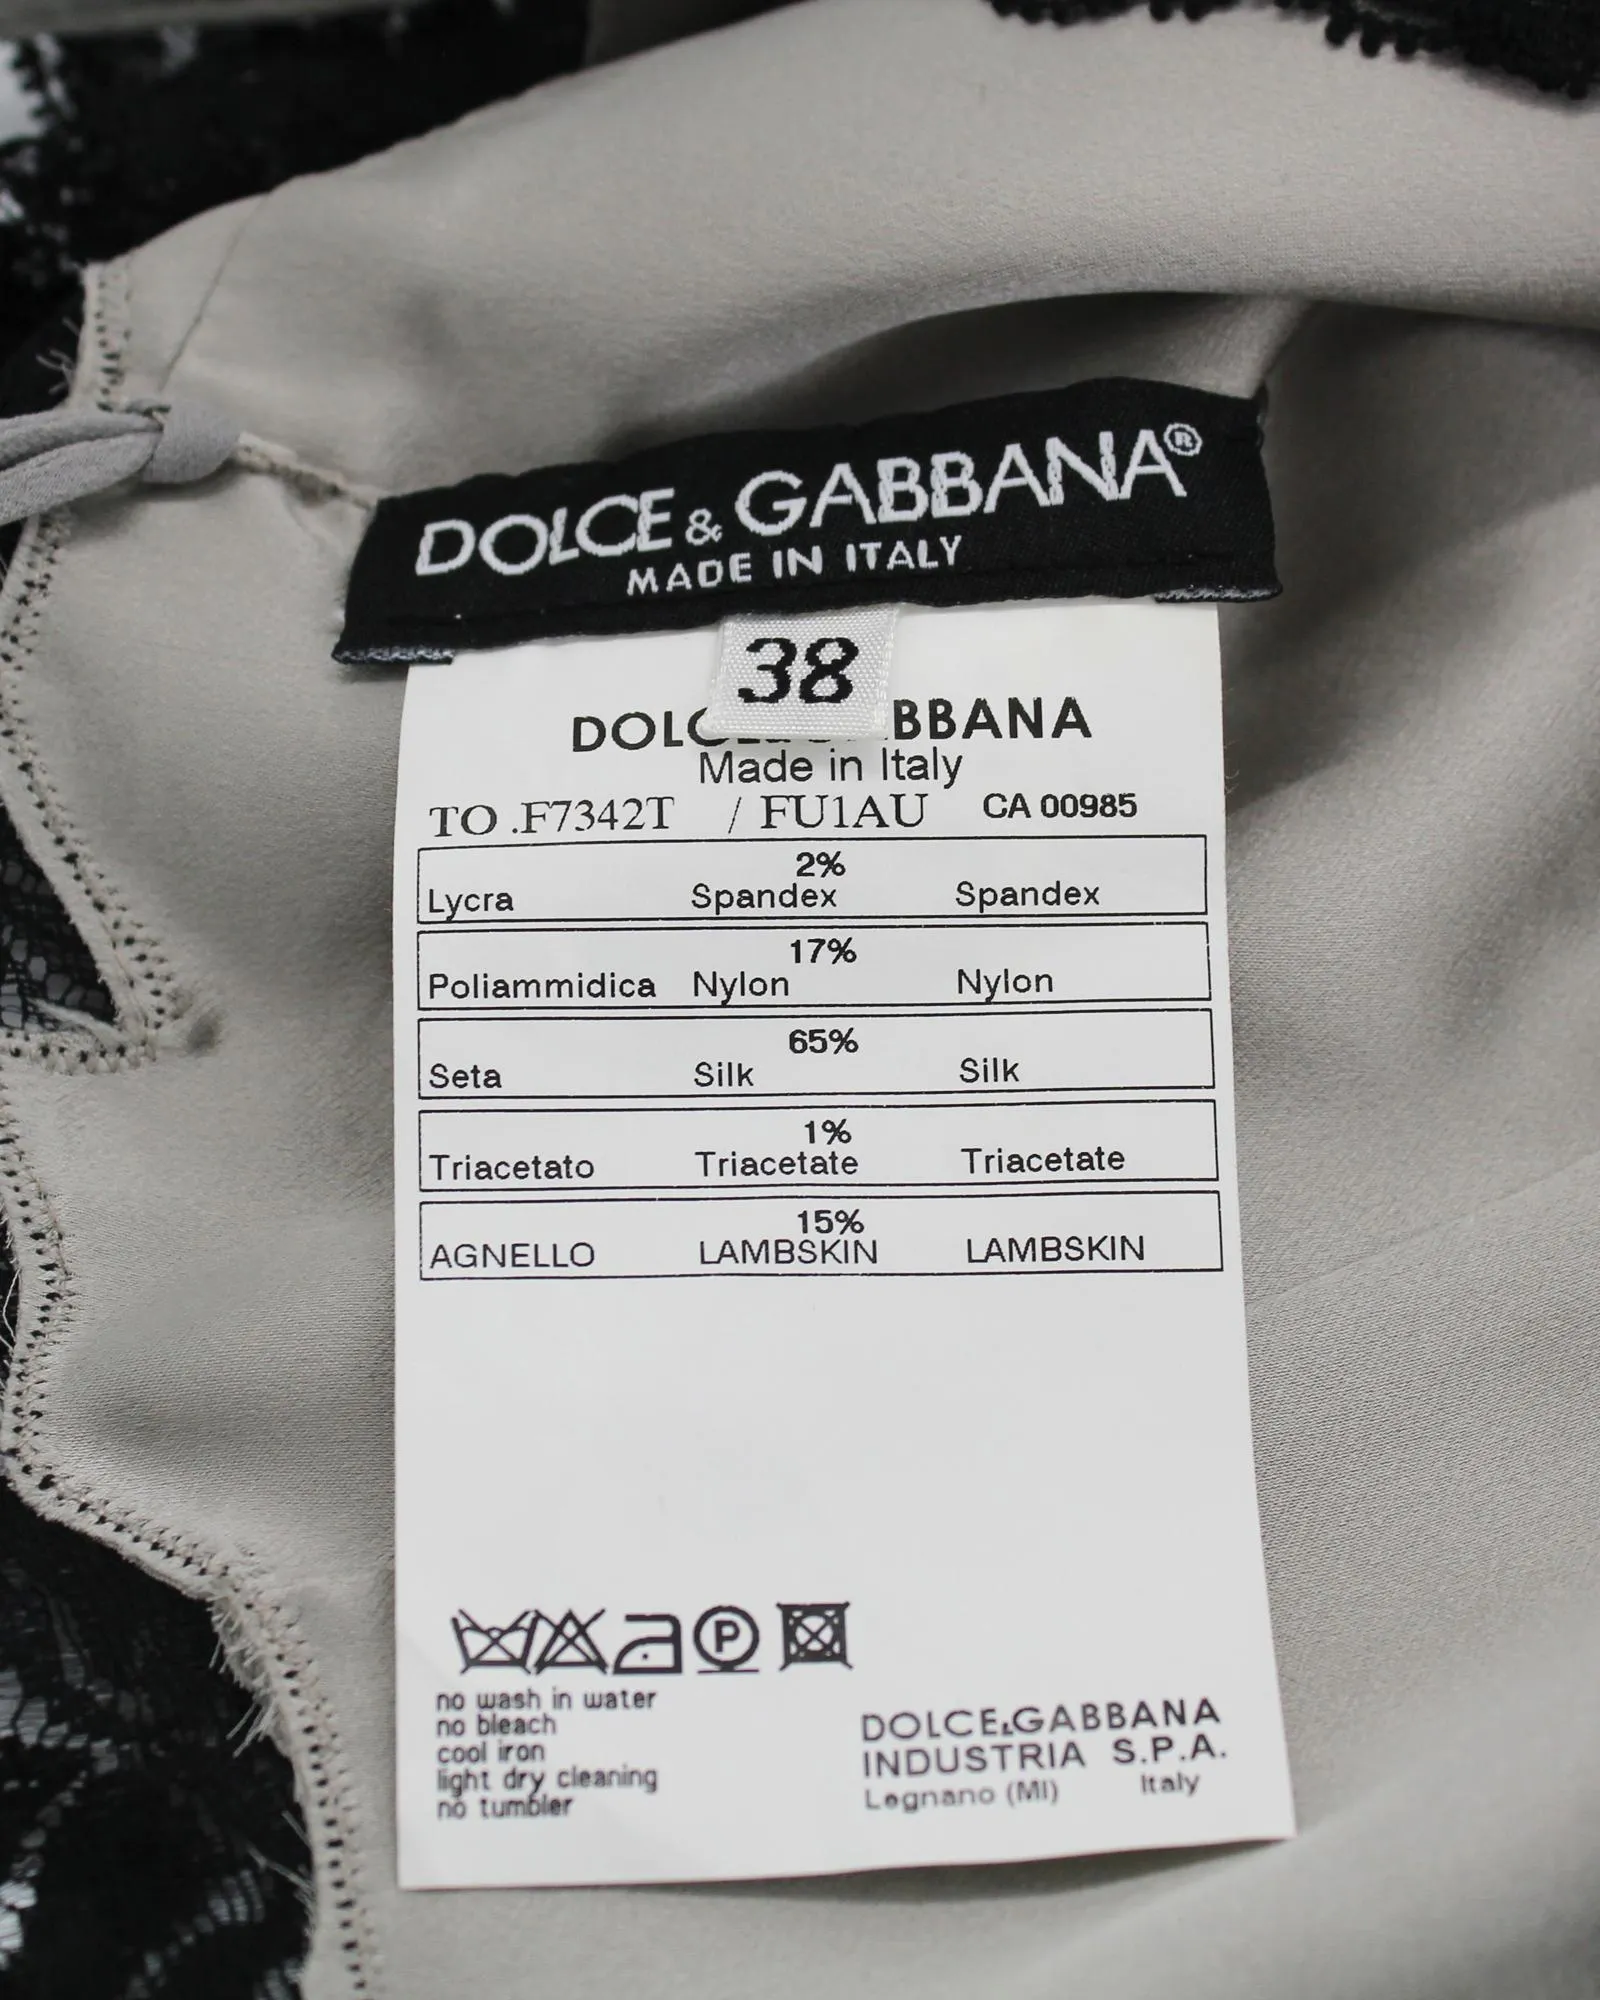 DOLCE & GABBANA®
MADE IN ITALY
38
DOLC BBANA
Made in Italy
TO .F7342T / FU1AU CA 00985
2%
Lycra Spandex Spandex
17%
Poliammidica Nylon Nylon
65%
Seta Silk Silk
1%
Triacetato Triacetate Triacetate
15%
AGNELLO LAMBSKIN LAMBSKIN
P
no wash in water
no bleach
cool iron
light dry cleaning
no tumbler
DOLCE&GABBANA
INDUSTRIA S.P.A.
Legnano (MI) Italy